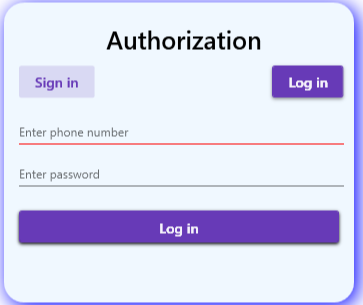 Authorization
Sign in
Log in
Enter phone number
Enter password
Log in